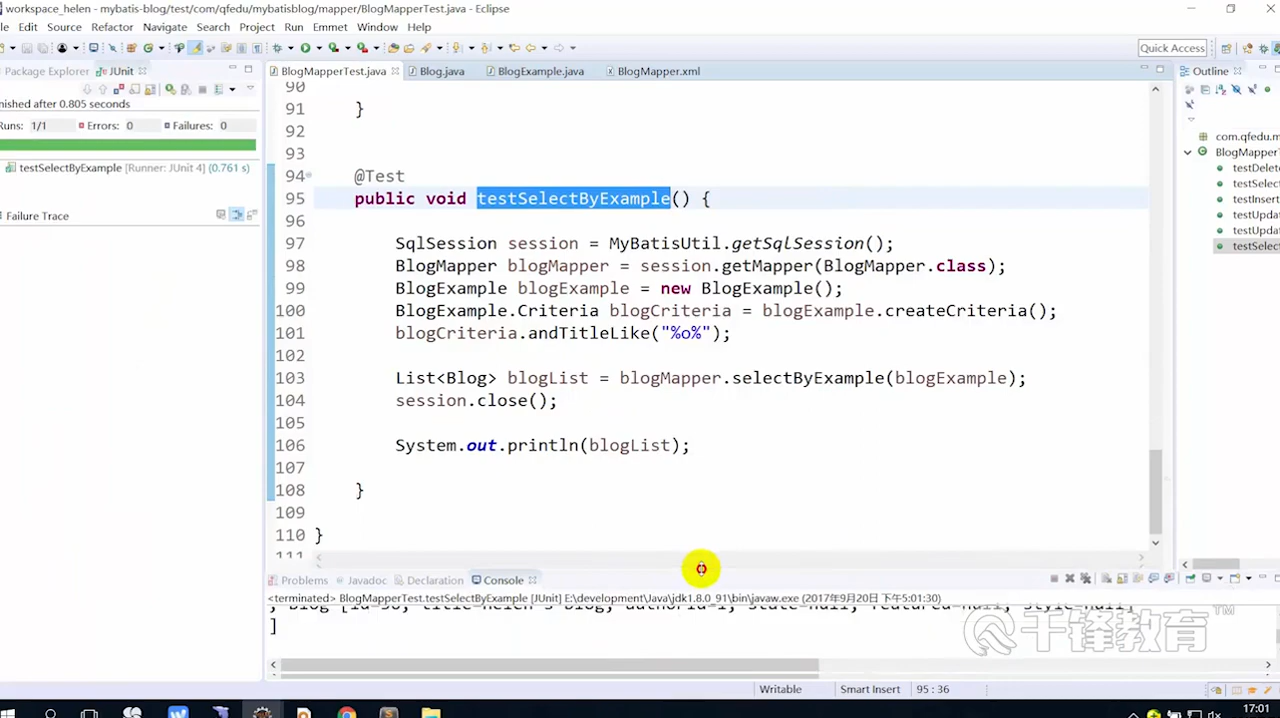 workspace_helen - mybatis-blog/test/com/qfedu/mybatisblog/mapper/BlogMapperTest.java - Eclipse
Edit Source Refactor Navigate Search Project Run Emmet Window Help
Quick Access
Package Explorer JUnit
nished after 0.805 seconds
Runs: 1/1 Errors: 0 Failures: 0
testSelectByExample [Runner: JUnit 4] (0.761 s)
Failure Trace
BlogMapperTest.java Blog.java BlogExample.java BlogMapper.xml
90
91 }
92
93
94 @Test
95 public void testSelectByExample() {
96
97 SqlSession session = MyBatisUtil.getSqlSession();
98 BlogMapper blogMapper = session.getMapper(BlogMapper.class);
99 BlogExample blogExample = new BlogExample();
100 BlogExample.Criteria blogCriteria = blogExample.createCriteria();
101 blogCriteria.andTitleLike("%o%");
102
103 List<Blog> blogList = blogMapper.selectByExample(blogExample);
104 session.close();
105
106 System.out.println(blogList);
107
108 }
109
110 }
111
Outline
com.qfedu.m
BlogMapperT
testDelet
testSelect
testInsert
testUpdat
testUpdat
testSelect
Problems Javadoc Declaration Console
<terminated> BlogMapperTest.testSelectByExample [JUnit] E:\development\Java\jdk1.8.0_91\bin\javaw.exe (2017年9月20日 下午5:01:30)
]
千锋教育 TM
Writable Smart Insert 95 : 36
17:01